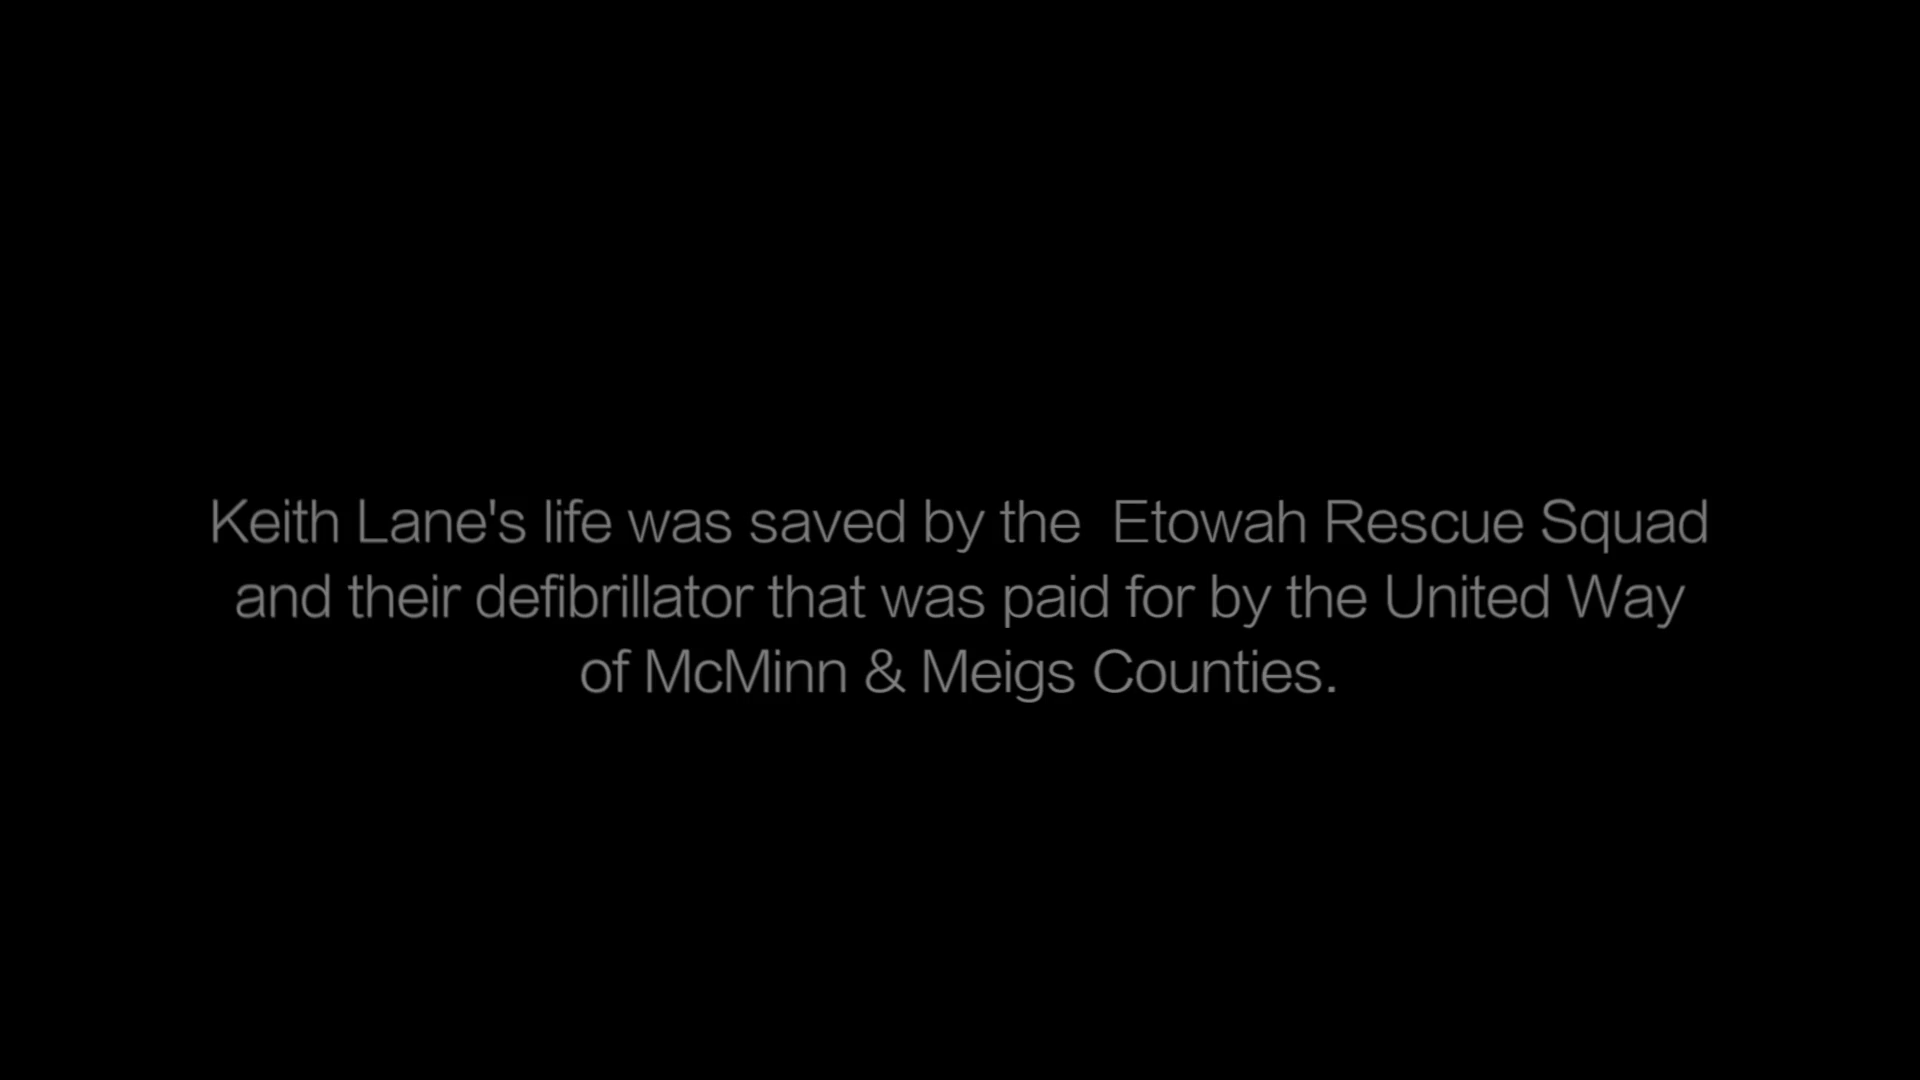 Keith Lane's life was saved by the  Etowah Rescue Squad
and their defibrillator that was paid for by the United Way
of McMinn & Meigs Counties.